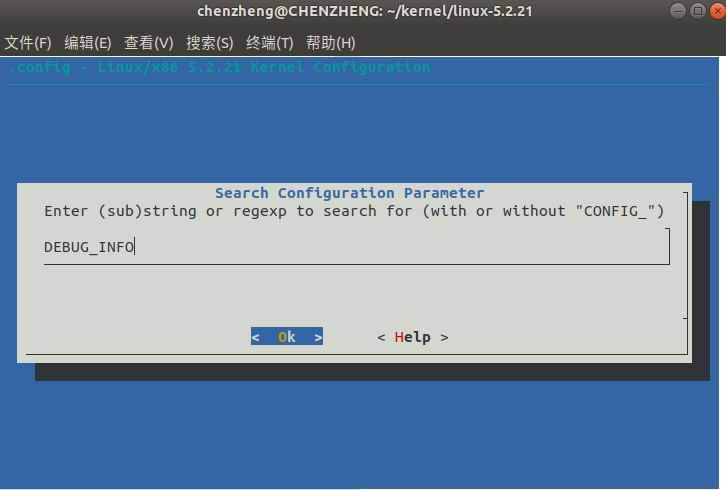 chenzheng@CHENZHENG: ~/kernel/linux-5.2.21
文件(F) 编辑(E) 查看(V) 搜索(S) 终端(T) 帮助(H)
.config - Linux/x86 5.2.21 Kernel Configuration
Search Configuration Parameter
Enter (sub)string or regexp to search for (with or without "CONFIG_")
DEBUG_INFO
< Ok > < Help >